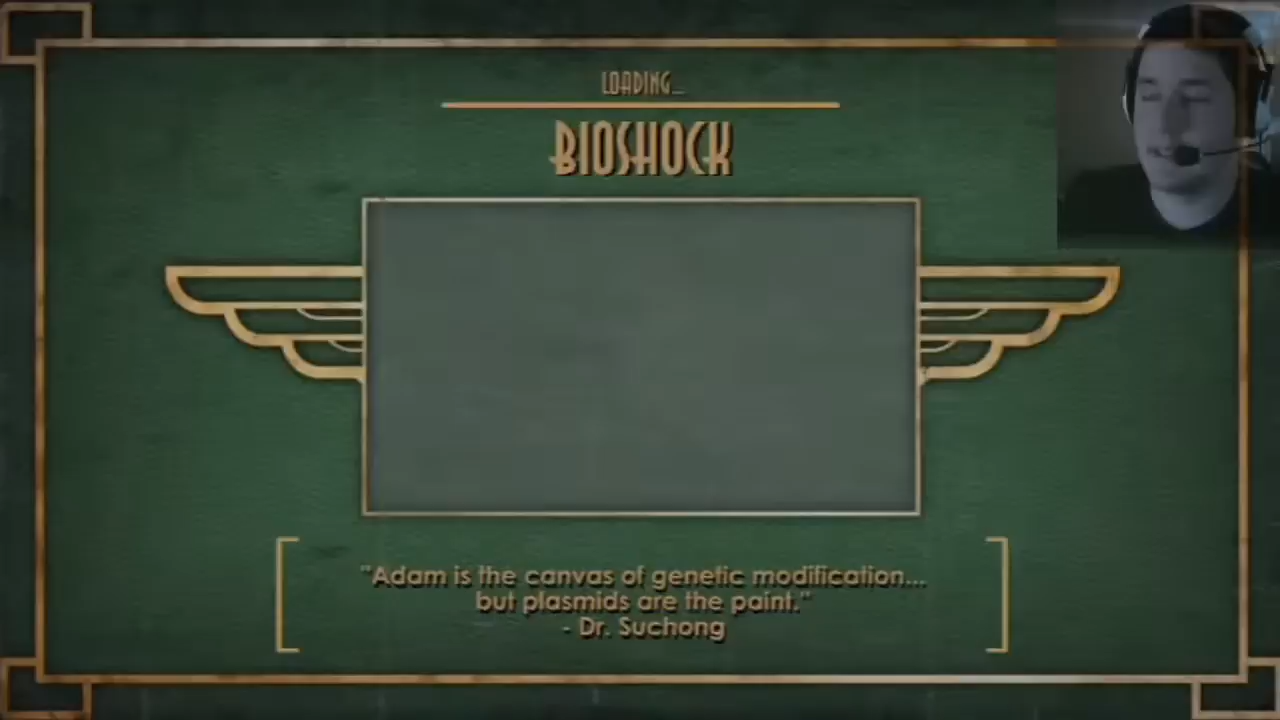 LOADING...
BIOSHOCK
"Adam is the canvas of genetic modification...
but plasmids are the paint."
- Dr. Suchong